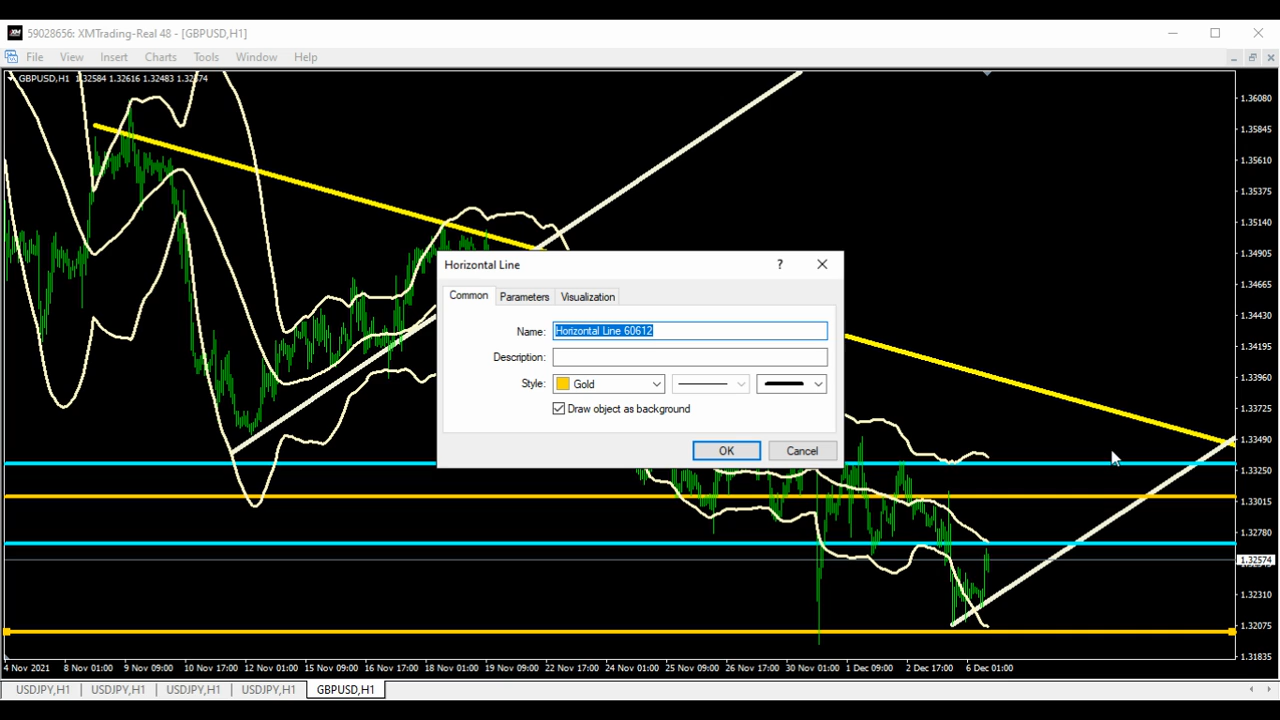 59028656: XMTrading-Real 48 - [GBPUSD,H1]
File View Insert Charts Tools Window Help
GBPUSD,H1 1.32584 1.32616 1.32483 1.32574
1.36080
1.35845
1.35610
1.35375
1.35140
1.34905
1.34665
1.34430
1.34195
1.33960
1.33725
1.33490
1.33250
1.33015
1.32780
1.32574
1.32310
1.32075
1.31835
Horizontal Line
?
Common Parameters Visualization
Name: Horizontal Line 60612
Description:
Style: Gold
Draw object as background
OK Cancel
4 Nov 2021 8 Nov 01:00 9 Nov 09:00 10 Nov 17:00 12 Nov 01:00 15 Nov 09:00 16 Nov 17:00 18 Nov 01:00 19 Nov 09:00 22 Nov 17:00 24 Nov 01:00 25 Nov 09:00 26 Nov 17:00 30 Nov 01:00 1 Dec 09:00 2 Dec 17:00 6 Dec 01:00
USDJPY,H1 USDJPY,H1 USDJPY,H1 USDJPY,H1 GBPUSD,H1